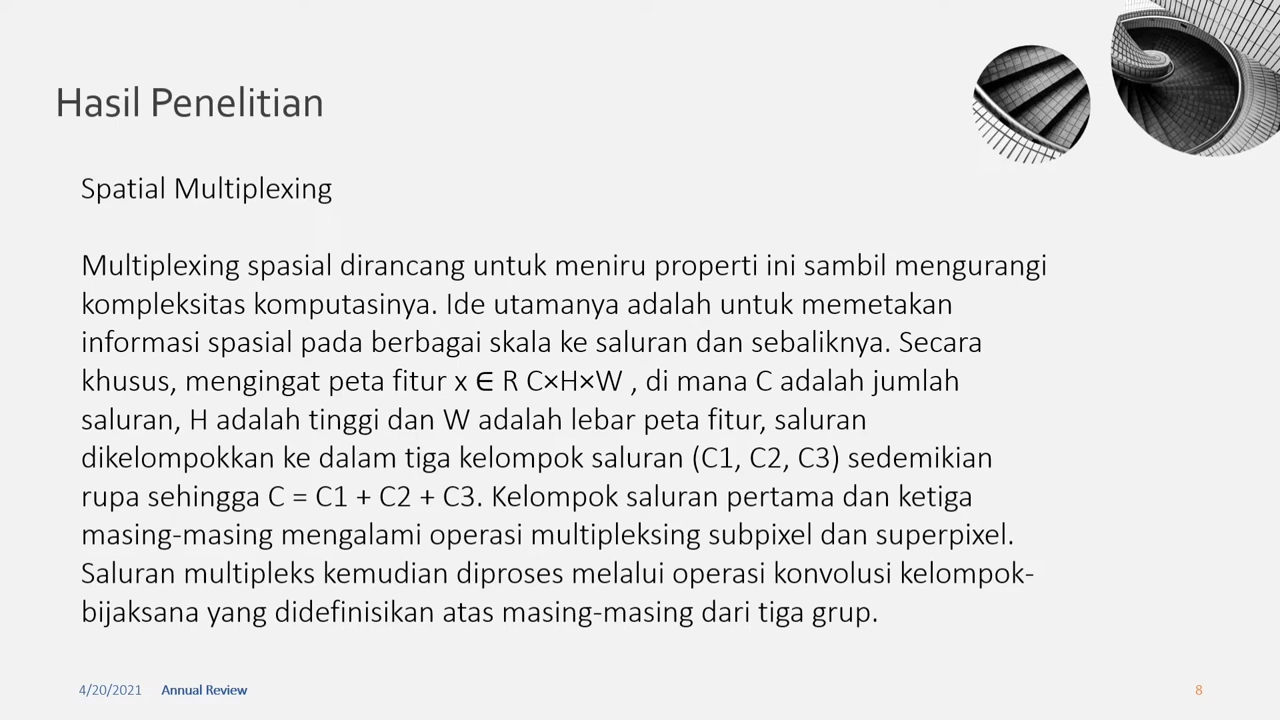 Hasil Penelitian
Spatial Multiplexing
Multiplexing spasial dirancang untuk meniru properti ini sambil mengurangi
kompleksitas komputasinya. Ide utamanya adalah untuk memetakan
informasi spasial pada berbagai skala ke saluran dan sebaliknya. Secara
khusus, mengingat peta fitur x ∈ R C×H×W , di mana C adalah jumlah
saluran, H adalah tinggi dan W adalah lebar peta fitur, saluran
dikelompokkan ke dalam tiga kelompok saluran (C1, C2, C3) sedemikian
rupa sehingga C = C1 + C2 + C3. Kelompok saluran pertama dan ketiga
masing-masing mengalami operasi multipleksing subpixel dan superpixel.
Saluran multipleks kemudian diproses melalui operasi konvolusi kelompok-
bijaksana yang didefinisikan atas masing-masing dari tiga grup.
4/20/2021 Annual Review 8